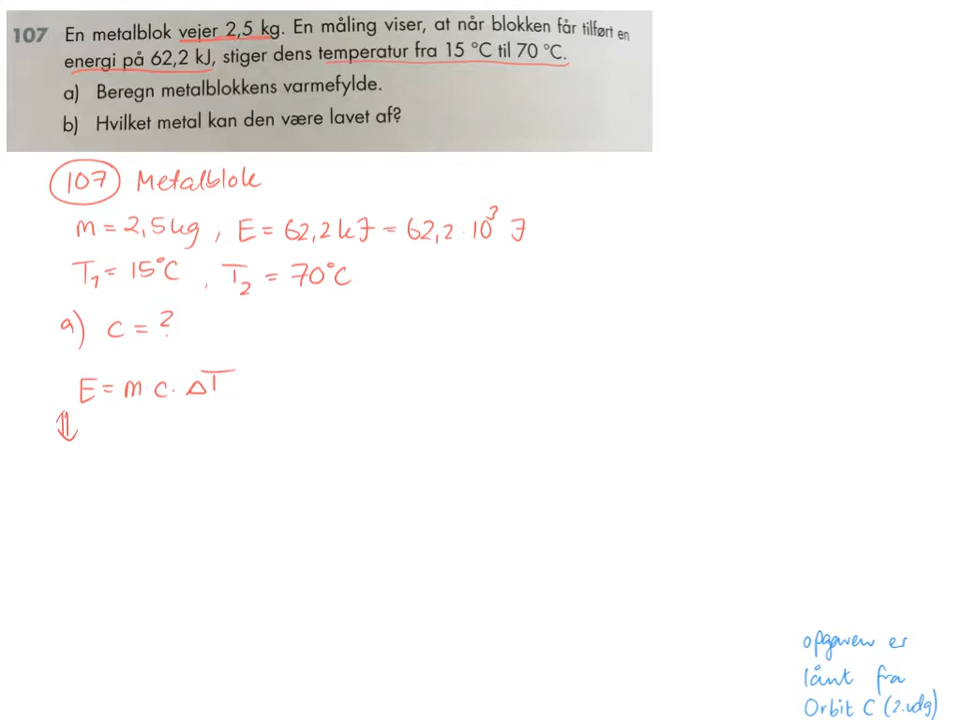 107 En metalblok vejer 2,5 kg. En måling viser, at når blokken får tilført en
energi på 62,2 kJ, stiger dens temperatur fra 15 °C til 70 °C.
a) Beregn metalblokkens varmefylde.
b) Hvilket metal kan den være lavet af?
107 Metalblok
m = 2,5 kg , E = 62,2 kJ = 62,2 · 10³ J
T₁ = 15°C , T₂ = 70°C
a) c = ?
E = m · c · ΔT
⇕
opgaven er
lånt fra
Orbit C (2.udg)